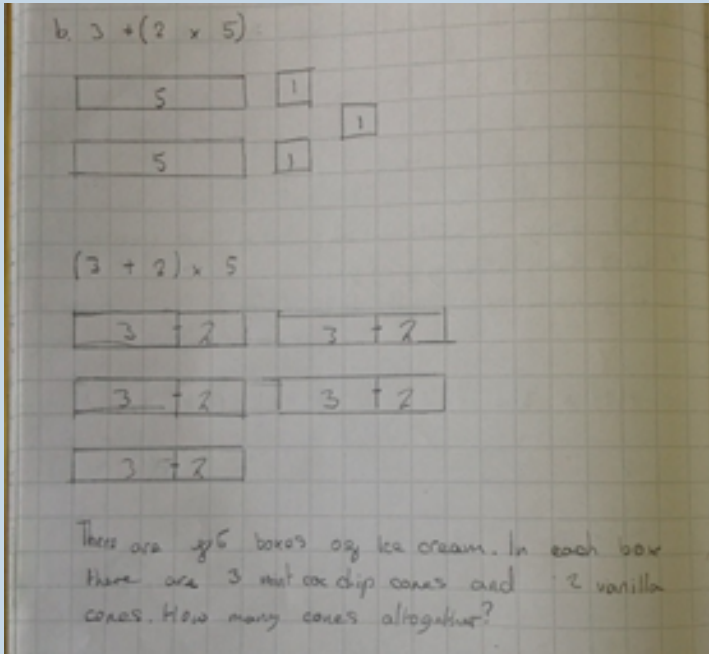 b. 3 + (2 × 5)
5 1
1
5 1
(3 + 2) × 5
3 + 2 3 + 2
3 + 2 3 + 2
3 + 2
There are 5 boxes of ice cream. In each box
there are 3 mint choc chip cones and 2 vanilla
cones. How many cones altogether?